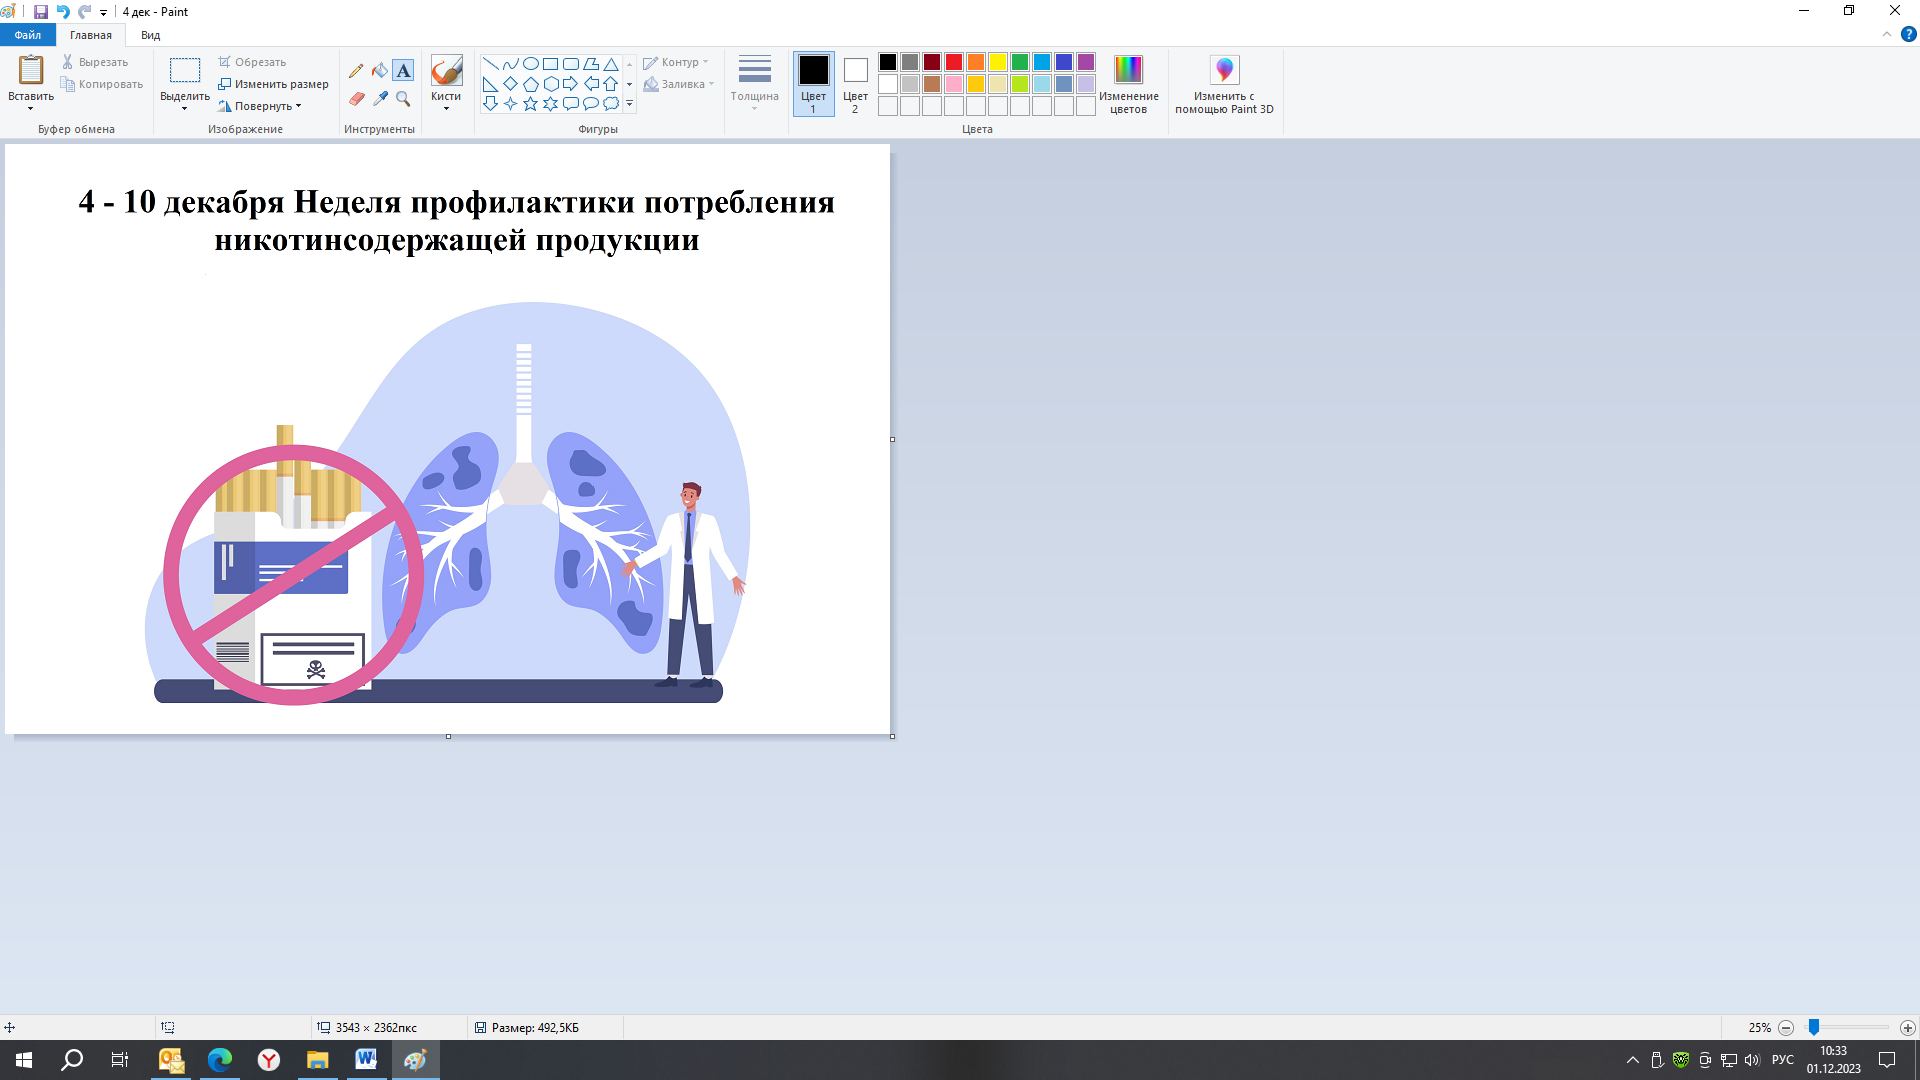 4 дек - Paint
Файл
Главная
Вид
Вставить
Вырезать
Копировать
Буфер обмена
Выделить
Обрезать
Изменить размер
Повернуть
Изображение
A
Инструменты
Кисти
Фигуры
Контур
Заливка
Толщина
Цвет
1
Цвет
2
Цвета
Изменение
цветов
Изменить с
помощью Paint 3D
4 - 10 декабря Неделя профилактики потребления
никотинсодержащей продукции
3543 × 2362пкс
Размер: 492,5КБ
25%
РУС
10:33
01.12.2023